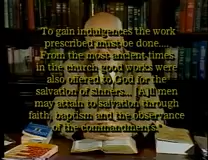 "To gain indulgences the work
prescribed must be done....
From the most ancient times
in the church good works were
also offered to God for the
salvation of sinners... [A]ll men
may attain to salvation through
faith, baptism and the observance
of the commandments."